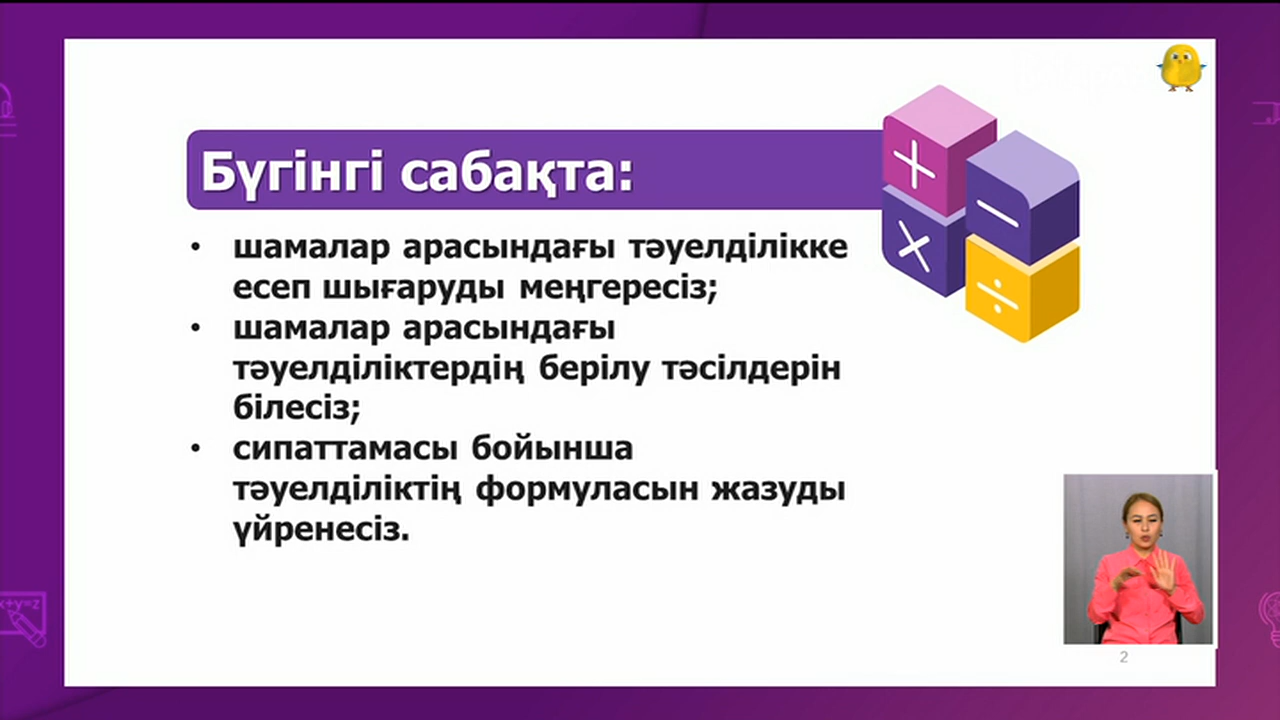 Бүгінгі сабақта:
• шамалар арасындағы тәуелділікке
есеп шығаруды меңгересіз;
• шамалар арасындағы
тәуелділіктердің берілу тәсілдерін
білесіз;
• сипаттамасы бойынша
тәуелділіктің формуласын жазуды
үйренесіз.
x+y=z
2